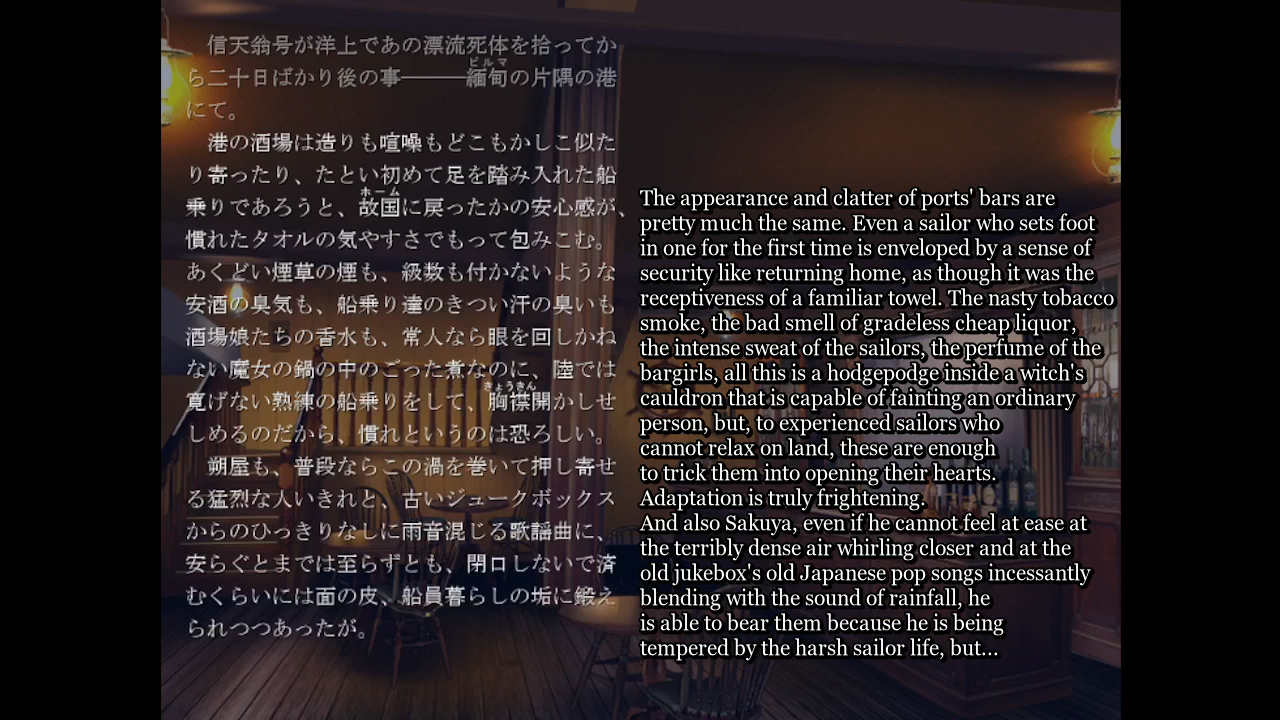 信天翁号が洋上であの漂流死体を拾ってか
ら二十日ばかり後の事―――緬甸の片隅の港
ビルマ
にて。
港の酒場は造りも喧噪もどこもかしこ似た
り寄ったり、たとい初めて足を踏み入れた船
乗りであろうと、故国に戻ったかの安心感が、
ホーム
慣れたタオルの気やすさでもって包みこむ。
あくどい煙草の煙も、級数も付かないような
安酒の臭気も、船乗り達のきつい汗の臭いも
酒場娘たちの香水も、常人なら眼を回しかね
ない魔女の鍋の中のごった煮なのに、陸では
寛げない熟練の船乗りをして、胸襟開かせ
きょうきん
しめるのだから、慣れというのは恐ろしい。
朔屋も、普段ならこの渦を巻いて押し寄せ
る猛烈な人いきれと、古いジュークボックス
からのひっきりなしに雨音混じる歌謡曲に、
安らぐとまでは至らずとも、閉口しないで済
むくらいには面の皮、船員暮らしの垢に鍛え
られつつあったが。
The appearance and clatter of ports' bars are
pretty much the same. Even a sailor who sets foot
in one for the first time is enveloped by a sense of
security like returning home, as though it was the
receptiveness of a familiar towel. The nasty tobacco
smoke, the bad smell of gradeless cheap liquor,
the intense sweat of the sailors, the perfume of the
bargirls, all this is a hodgepodge inside a witch's
cauldron that is capable of fainting an ordinary
person, but, to experienced sailors who
cannot relax on land, these are enough
to trick them into opening their hearts.
Adaptation is truly frightening.
And also Sakuya, even if he cannot feel at ease at
the terribly dense air whirling closer and at the
old jukebox's old Japanese pop songs incessantly
blending with the sound of rainfall, he
is able to bear them because he is being
tempered by the harsh sailor life, but...